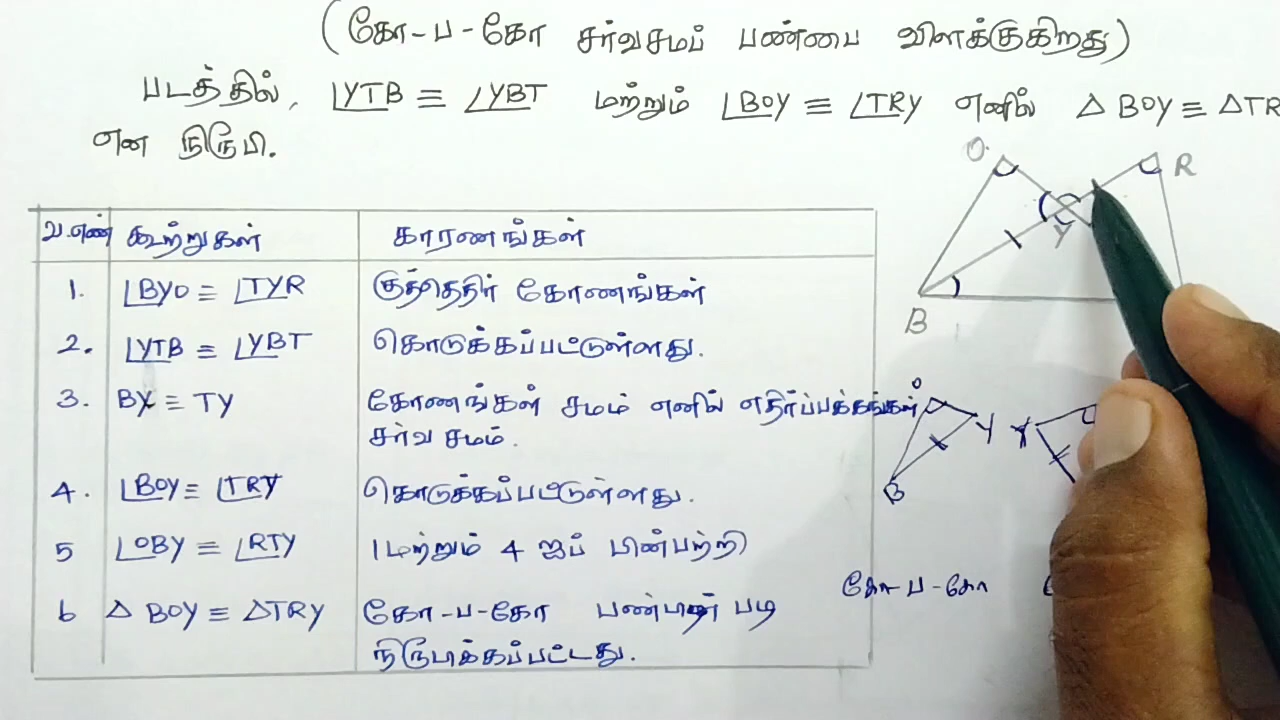 (கோ-ப-கோ சர்வசமப் பண்பை விளக்குகிறது)
படத்தில், ∠YTB ≡ ∠YBT மற்றும் ∠BOY ≡ ∠TRY எனில் △ BOY ≡ △TR
என நிரூபி.
O
R
Y
B
வ.எண் கூற்றுகள் காரணங்கள்
1. ∠BYO ≡ ∠TYR குத்தெதிர் கோணங்கள்
2. ∠YTB ≡ ∠YBT கொடுக்கப்பட்டுள்ளது.
3. BY ≡ TY கோணங்கள் சமம் எனில் எதிர்ப்பக்கங்கள்
சர்வ சமம்.
O
Y Y
B
4. ∠BOY ≡ ∠TRY கொடுக்கப்பட்டுள்ளது.
5 ∠OBY ≡ ∠RTY 1 மற்றும் 4 ஐப் பின்பற்றி)
கோ-ப-கோ
6 △ BOY ≡ △TRY கோ-ப-கோ பண்பின் படி
நிரூபிக்கப்பட்டது.